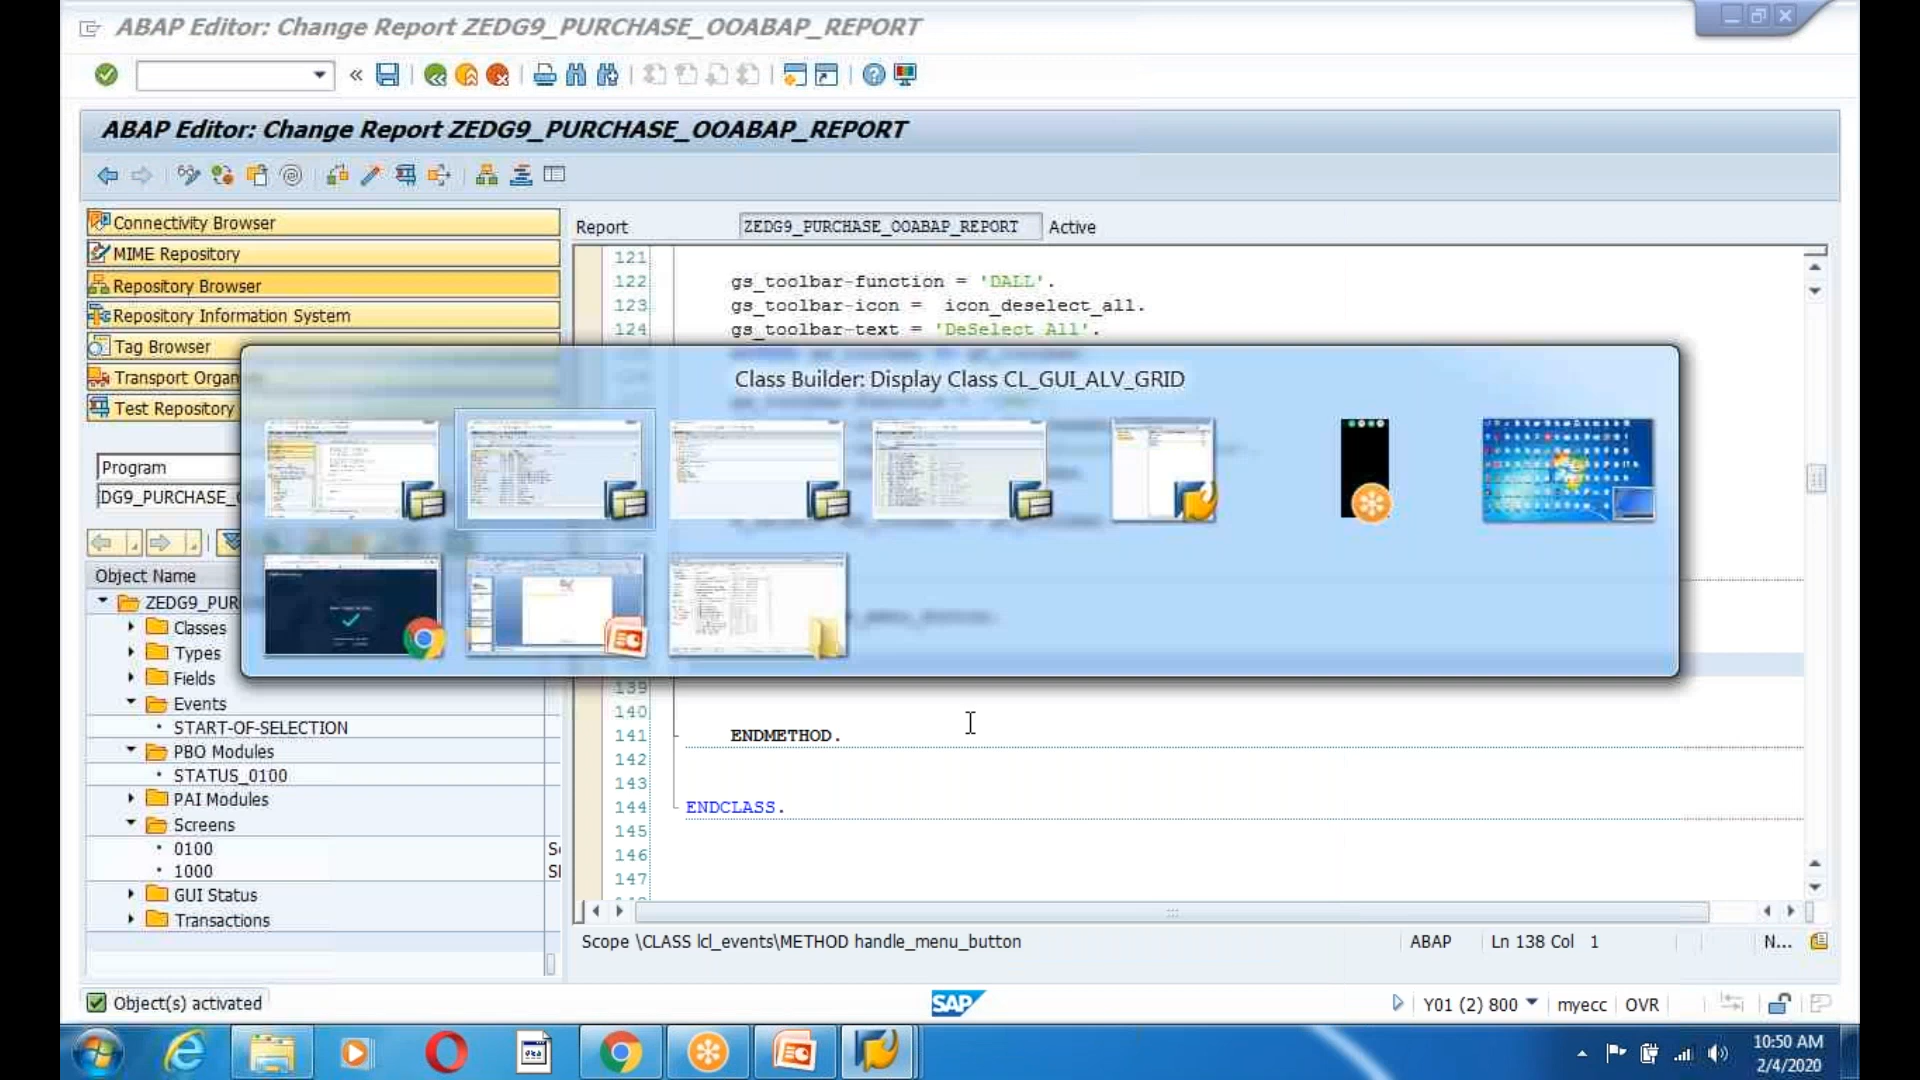 ABAP Editor: Change Report ZEDG9_PURCHASE_OOABAP_REPORT
ABAP Editor: Change Report ZEDG9_PURCHASE_OOABAP_REPORT
Connectivity Browser
MIME Repository
Repository Browser
Repository Information System
Tag Browser
Transport Organ
Test Repository
Program
DG9_PURCHASE_
Object Name
ZEDG9_PUR
Classes
Types
Fields
Events
START-OF-SELECTION
PBO Modules
STATUS_0100
PAI Modules
Screens
0100
1000
GUI Status
Transactions
Report ZEDG9_PURCHASE_OOABAP_REPORT Active
121
122 gs_toolbar-function = 'DALL'.
123 gs_toolbar-icon = icon_deselect_all.
124 gs_toolbar-text = 'DeSelect All'.
Class Builder: Display Class CL_GUI_ALV_GRID
139
140
141 ENDMETHOD.
142
143
144 ENDCLASS.
145
146
147
Scope \CLASS lcl_events\METHOD handle_menu_button ABAP Ln 138 Col 1 N...
Object(s) activated
SAP
Y01 (2) 800 myecc OVR
10:50 AM
2/4/2020